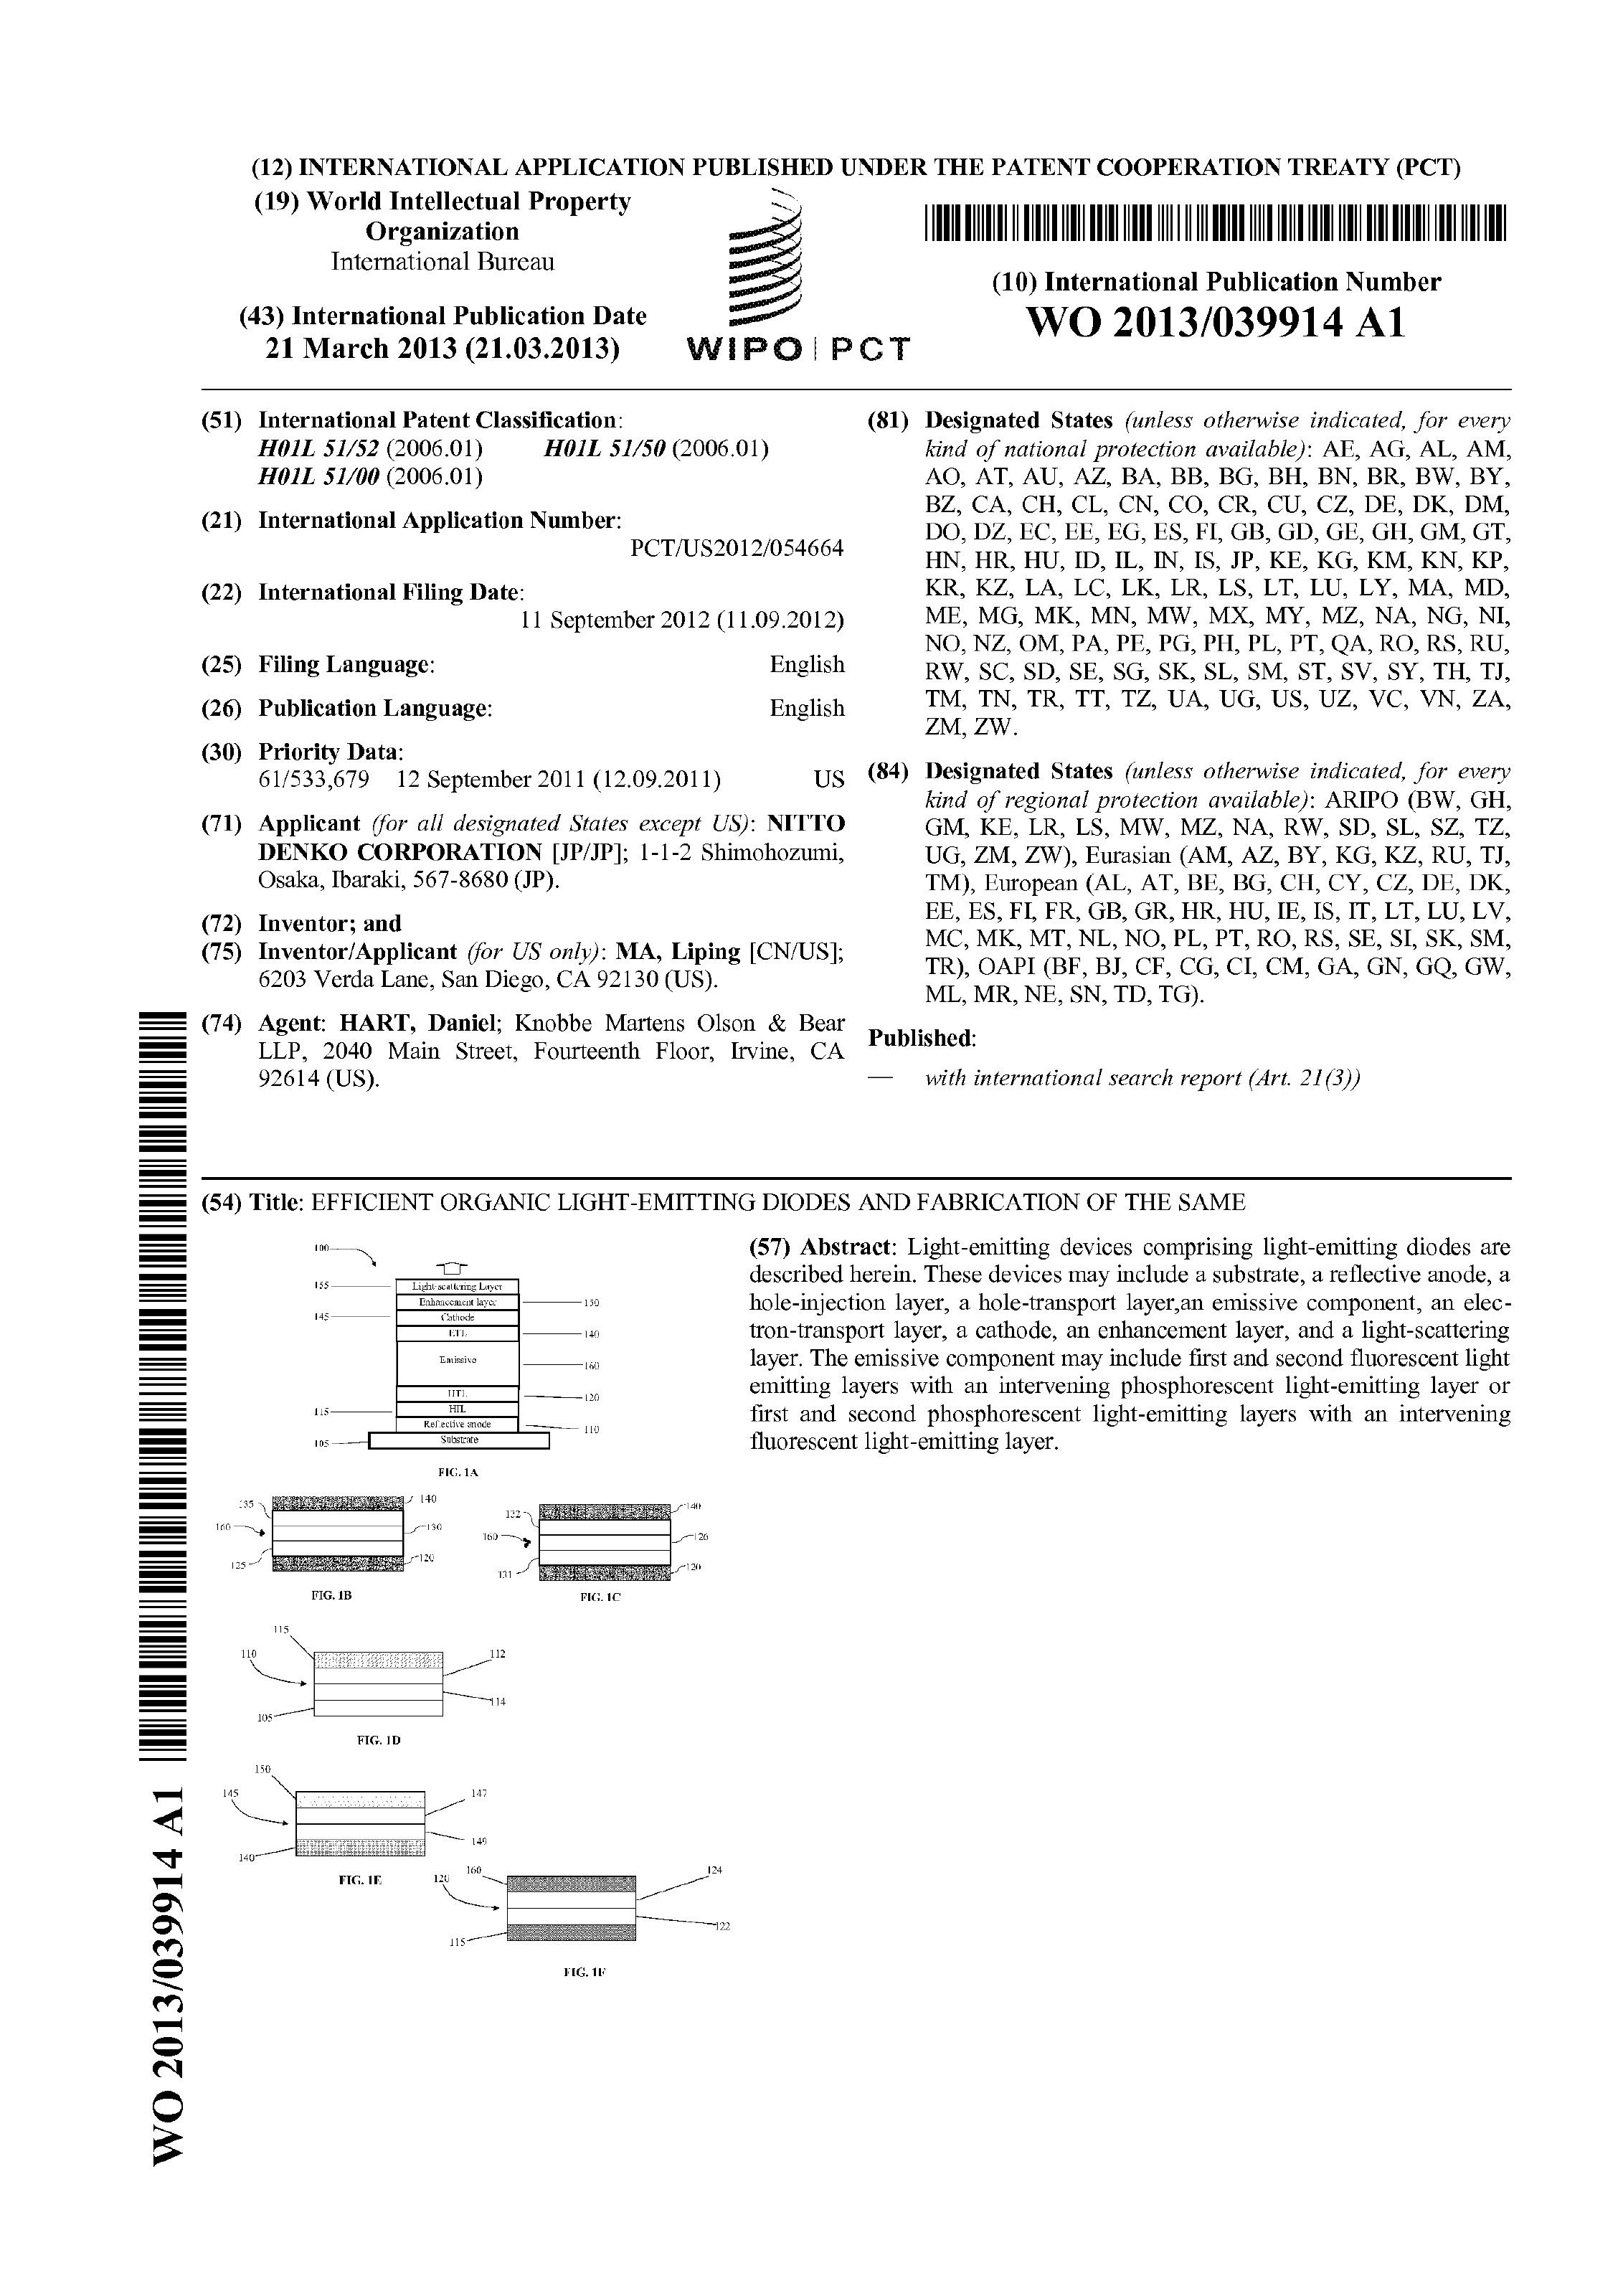 (12) INTERNATIONAL APPLICATION PUBLISHED UNDER THE PATENT COOPERATION TREATY (PCT)
(19) World Intellectual Property
Organization
International Bureau
(43) International Publication Date
21 March 2013 (21.03.2013)
WIPO | PCT
(10) International Publication Number
WO 2013/039914 A1
(51) International Patent Classification:
H01L 51/52 (2006.01) H01L 51/50 (2006.01)
H01L 51/00 (2006.01)
(21) International Application Number:
PCT/US2012/054664
(22) International Filing Date:
11 September 2012 (11.09.2012)
(25) Filing Language: English
(26) Publication Language: English
(30) Priority Data:
61/533,679 12 September 2011 (12.09.2011) US
(71) Applicant (for all designated States except US): NITTO
DENKO CORPORATION [JP/JP]; 1-1-2 Shimohozumi,
Osaka, Ibaraki, 567-8680 (JP).
(72) Inventor; and
(75) Inventor/Applicant (for US only): MA, Liping [CN/US];
6203 Verda Lane, San Diego, CA 92130 (US).
(74) Agent: HART, Daniel; Knobbe Martens Olson & Bear
LLP, 2040 Main Street, Fourteenth Floor, Irvine, CA
92614 (US).
(81) Designated States (unless otherwise indicated, for every
kind of national protection available): AE, AG, AL, AM,
AO, AT, AU, AZ, BA, BB, BG, BH, BN, BR, BW, BY,
BZ, CA, CH, CL, CN, CO, CR, CU, CZ, DE, DK, DM,
DO, DZ, EC, EE, EG, ES, FI, GB, GD, GE, GH, GM, GT,
HN, HR, HU, ID, IL, IN, IS, JP, KE, KG, KM, KN, KP,
KR, KZ, LA, LC, LK, LR, LS, LT, LU, LY, MA, MD,
ME, MG, MK, MN, MW, MX, MY, MZ, NA, NG, NI,
NO, NZ, OM, PA, PE, PG, PH, PL, PT, QA, RO, RS, RU,
RW, SC, SD, SE, SG, SK, SL, SM, ST, SV, SY, TH, TJ,
TM, TN, TR, TT, TZ, UA, UG, US, UZ, VC, VN, ZA,
ZM, ZW.
(84) Designated States (unless otherwise indicated, for every
kind of regional protection available): ARIPO (BW, GH,
GM, KE, LR, LS, MW, MZ, NA, RW, SD, SL, SZ, TZ,
UG, ZM, ZW), Eurasian (AM, AZ, BY, KG, KZ, RU, TJ,
TM), European (AL, AT, BE, BG, CH, CY, CZ, DE, DK,
EE, ES, FI, FR, GB, GR, HR, HU, IE, IS, IT, LT, LU, LV,
MC, MK, MT, NL, NO, PL, PT, RO, RS, SE, SI, SK, SM,
TR), OAPI (BF, BJ, CF, CG, CI, CM, GA, GN, GQ, GW,
ML, MR, NE, SN, TD, TG).
Published:
— with international search report (Art. 21(3))
(54) Title: EFFICIENT ORGANIC LIGHT-EMITTING DIODES AND FABRICATION OF THE SAME
100
155 Light-scattering Layer
Enhancement layer 150
145 Cathode
ETL 140
Emissive 160
HTL 120
115 HIL
Reflective anode 110
105 Substrate
FIG. 1A
135 140
160 130
125 120
FIG. 1B
132 140
160 126
131 120
FIG. 1C
115
110 112
114
105
FIG. 1D
150
145 147
149
140
FIG. 1E
160 124
120
122
115
FIG. 1F
(57) Abstract: Light-emitting devices comprising light-emitting diodes are
described herein. These devices may include a substrate, a reflective anode, a
hole-injection layer, a hole-transport layer,an emissive component, an elec-
tron-transport layer, a cathode, an enhancement layer, and a light-scattering
layer. The emissive component may include first and second fluorescent light
emitting layers with an intervening phosphorescent light-emitting layer or
first and second phosphorescent light-emitting layers with an intervening
fluorescent light-emitting layer.
WO 2013/039914 A1